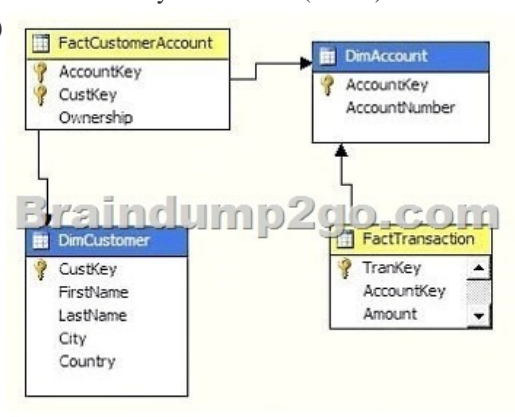 FactCustomerAccount
AccountKey
CustKey
Ownership
DimAccount
AccountKey
AccountNumber
Braindump2go.com
DimCustomer
CustKey
FirstName
LastName
City
Country
FactTransaction
TranKey
AccountKey
Amount